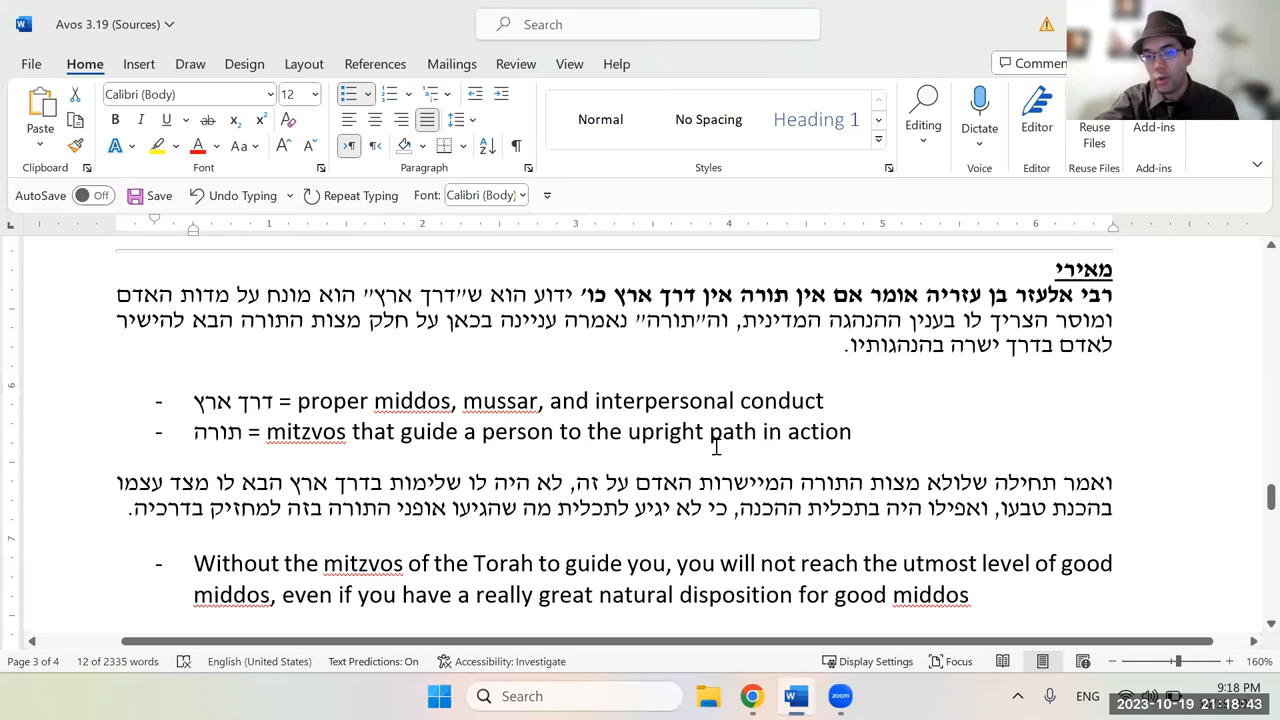 Avos 3.19 (Sources)
Search
File Home Insert Draw Design Layout References Mailings Review View Help
Commen
Calibri (Body) 12
Normal No Spacing Heading 1
Paste Editing Dictate Editor Reuse Files Add-ins
Clipboard Font Paragraph Styles Voice Editor Reuse Files Add-ins
AutoSave Off Save Undo Typing Repeat Typing Font: Calibri (Body)
1 2 3 4 5 6
מאירי
רבי אלעזר בן עזריה אומר אם אין תורה אין דרך ארץ כו' ידוע הוא ש"דרך ארץ" הוא מונח על מדות האדם
ומוסר הצריך לו בענין ההנהגה המדינית, וה"תורה" נאמרה עניינה בכאן על חלק מצות התורה הבא להישיר
לאדם בדרך ישרה בהנהגותיו.
- דרך ארץ = proper middos, mussar, and interpersonal conduct
- תורה = mitzvos that guide a person to the upright path in action
ואמר תחילה שלולא מצות התורה המיישרות האדם על זה, לא היה לו שלימות בדרך ארץ הבא לו מצד עצמו
בהכנת טבעו, ואפילו היה בתכלית ההכנה, כי לא יגיע לתכלית מה שהגיעו אופני התורה בזה למחזיק בדרכיה.
- Without the mitzvos of the Torah to guide you, you will not reach the utmost level of good
middos, even if you have a really great natural disposition for good middos
6
7
Page 3 of 4 12 of 2335 words English (United States) Text Predictions: On Accessibility: Investigate Display Settings Focus 160%
Search zoom ENG 9:18 PM
2023-10-19 21:18:43